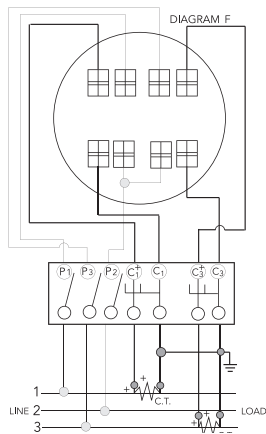 DIAGRAM F
P1 P3 P2 C1+ C1 C3+ C3
1
+ + C.T.
LINE 2 LOAD
3
+ +